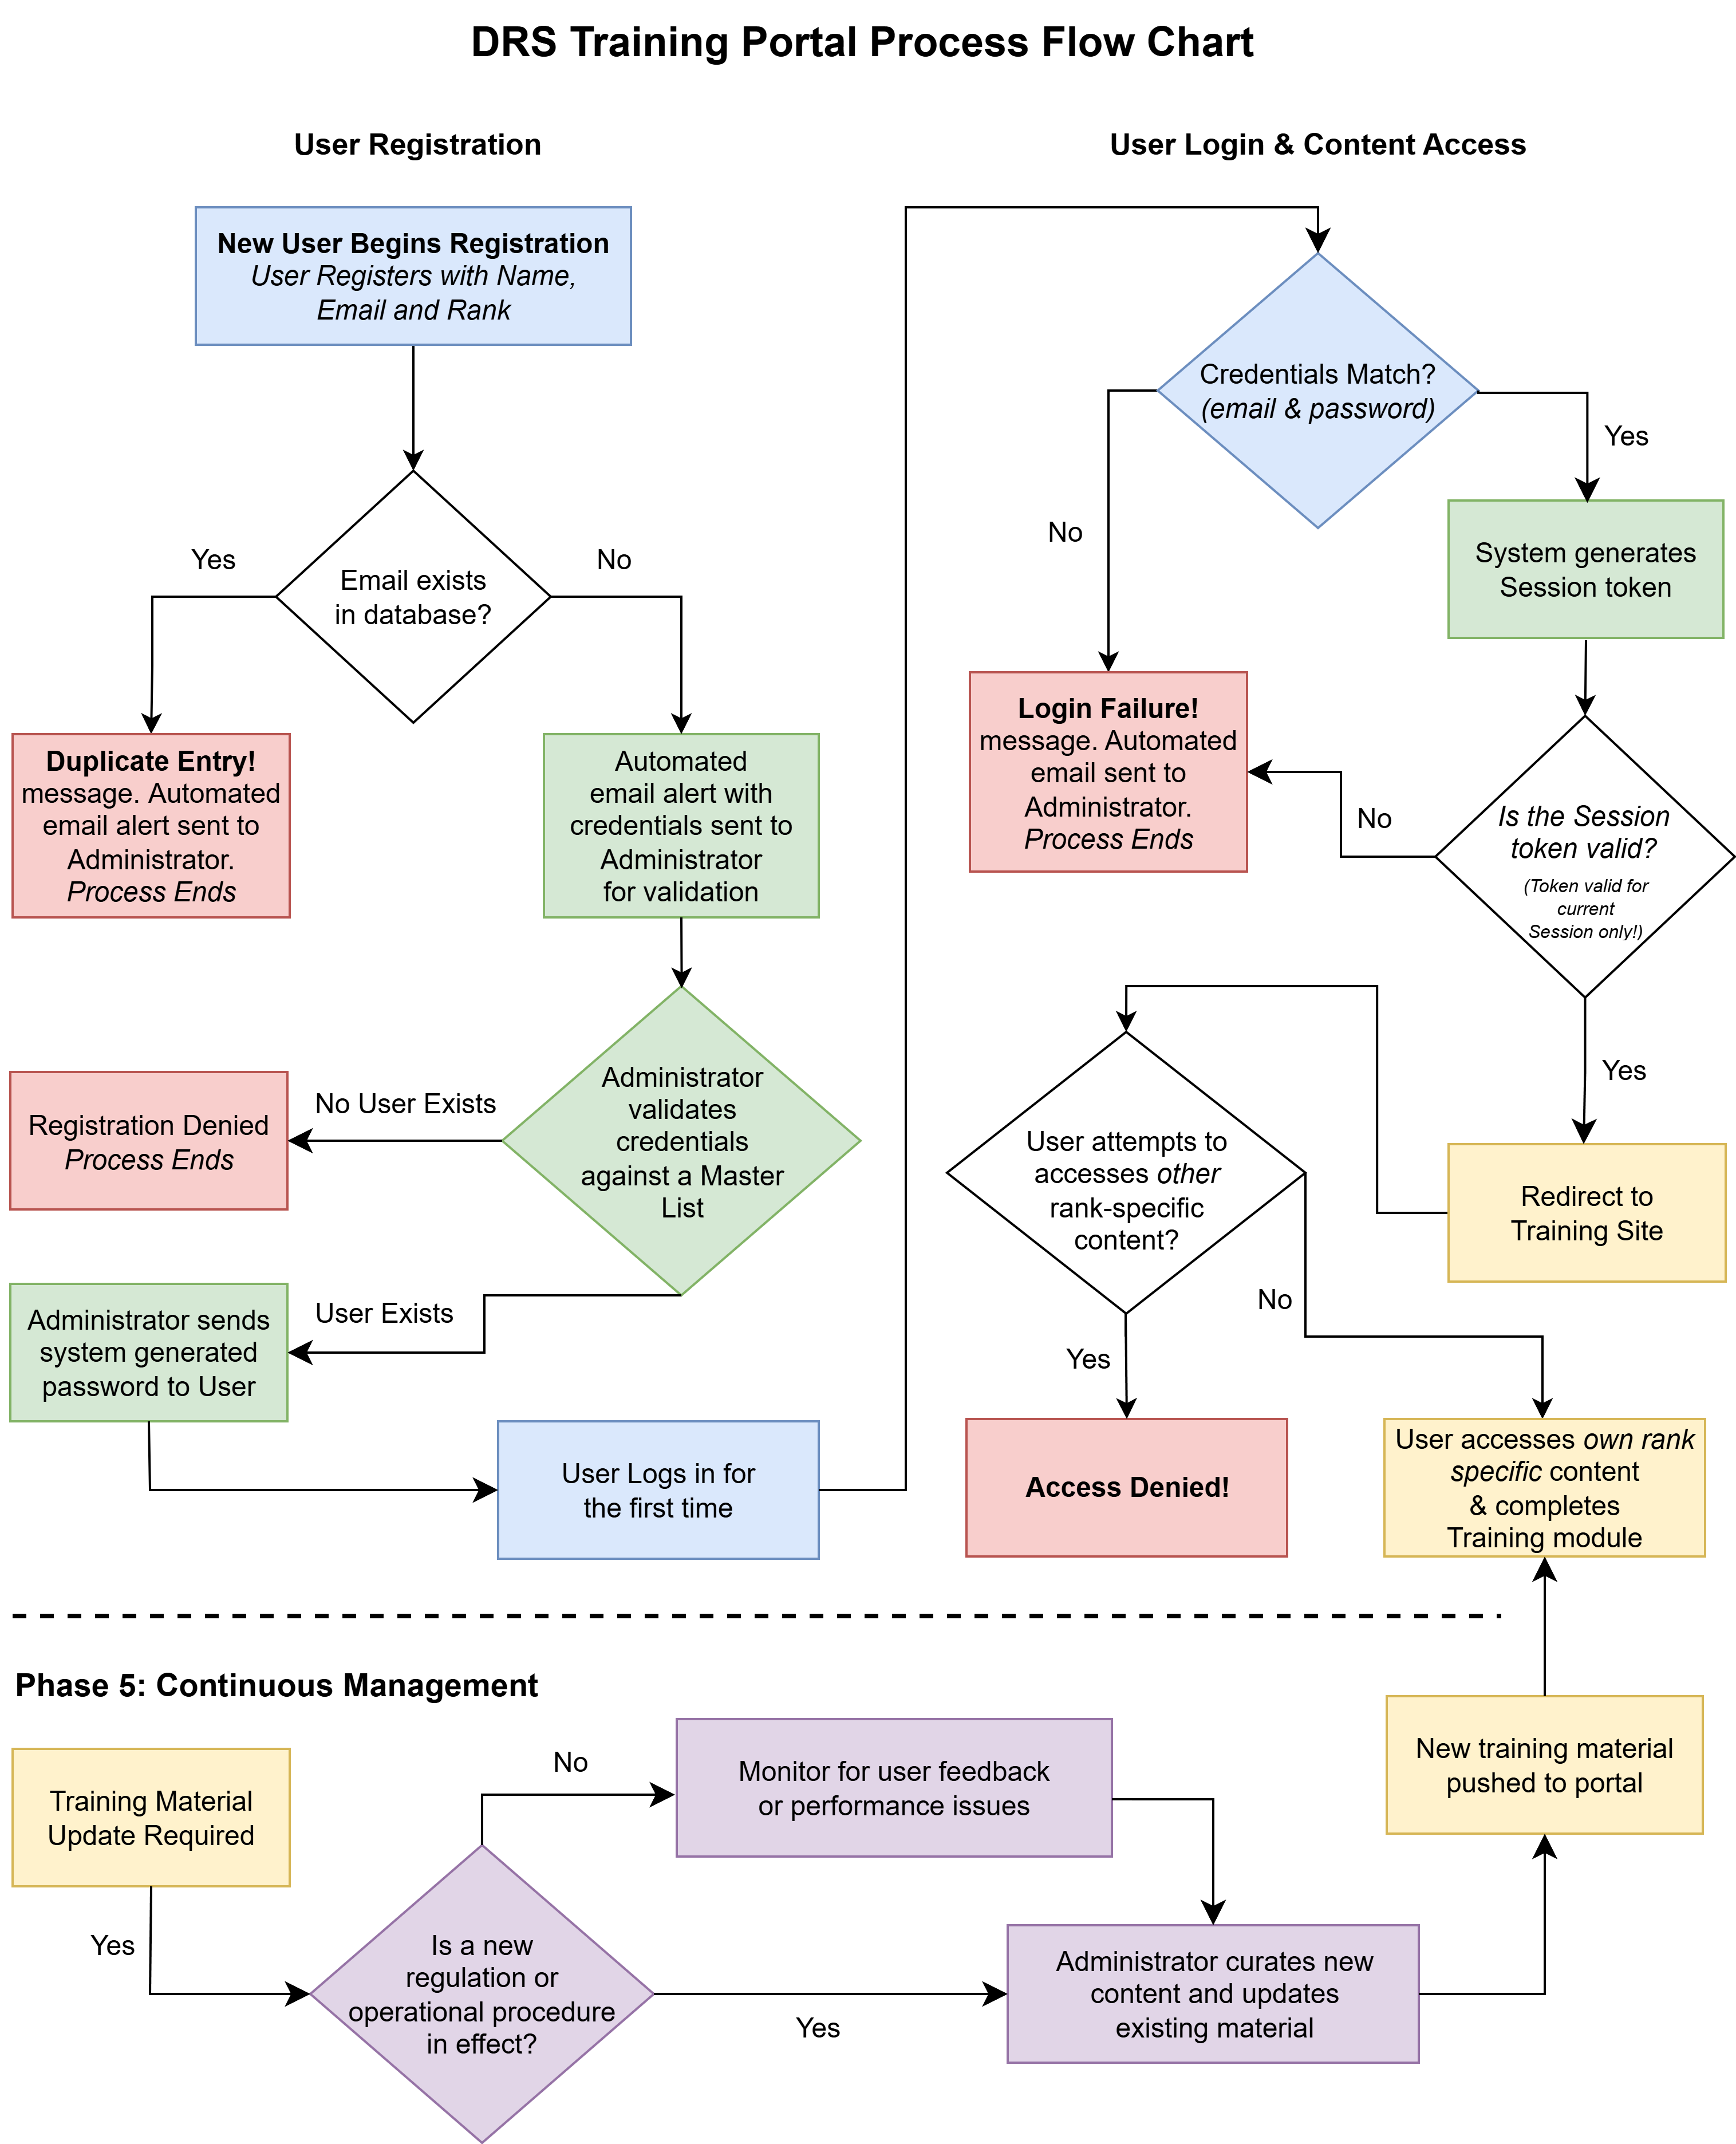 DRS Training Portal Process Flow Chart
User Registration
New User Begins Registration
User Registers with Name,
Email and Rank
Yes
No
Email exists
in database?
Duplicate Entry!
message. Automated
email alert sent to
Administrator.
Process Ends
Automated
email alert with
credentials sent to
Administrator
for validation
Administrator
validates
credentials
against a Master
List
No User Exists
Registration Denied
Process Ends
User Exists
Administrator sends
system generated
password to User
User Logs in for
the first time
User Login & Content Access
Credentials Match?
(email & password)
Yes
No
System generates
Session token
Login Failure!
message. Automated
email sent to
Administrator.
Process Ends
No
Is the Session
token valid?
(Token valid for
current
Session only!)
Yes
Redirect to
Training Site
User attempts to
accesses other
rank-specific
content?
No
Yes
Access Denied!
User accesses own rank
specific content
& completes
Training module
Phase 5: Continuous Management
Training Material
Update Required
Yes
Is a new
regulation or
operational procedure
in effect?
No
Monitor for user feedback
or performance issues
Yes
Administrator curates new
content and updates
existing material
New training material
pushed to portal